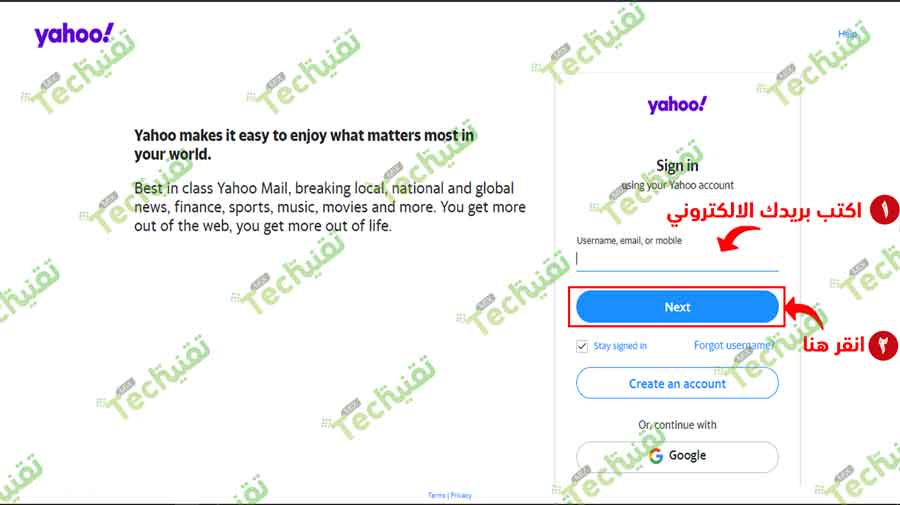 yahoo!
Help
Yahoo makes it easy to enjoy what matters most in
your world.
Best in class Yahoo Mail, breaking local, national and global
news, finance, sports, music, movies and more. You get more
out of the web, you get more out of life.
yahoo!
Sign in
using your Yahoo account
١ اكتب بريدك الالكتروني
Username, email, or mobile
Next
٢ انقر هنا
Stay signed in
Forgot username?
Create an account
Or, continue with
Google
Terms | Privacy
تقنية
MIX
Techi